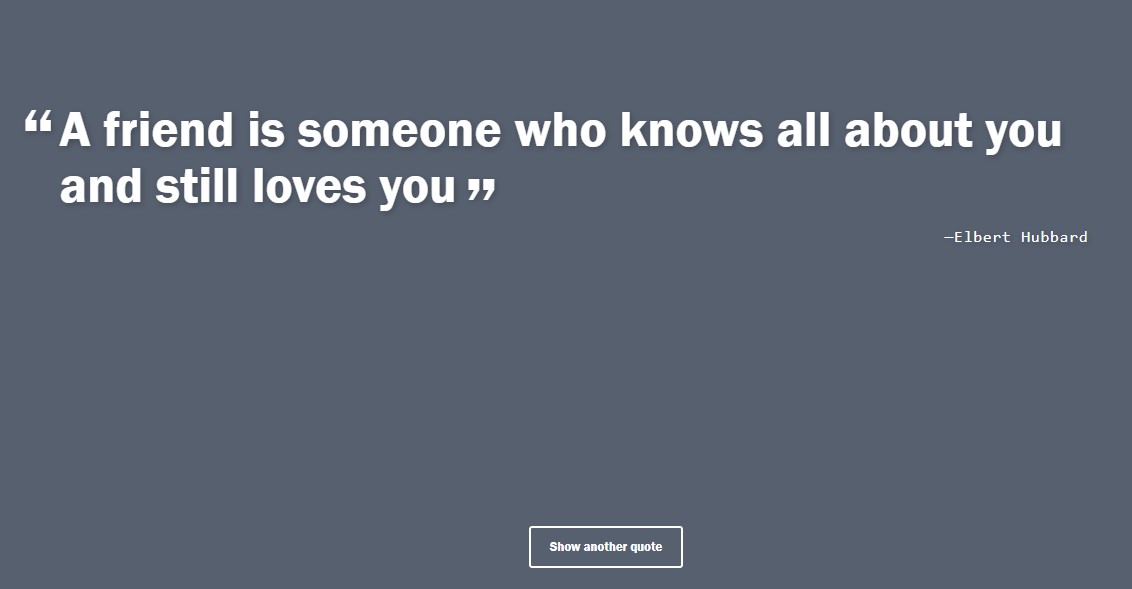 “A friend is someone who knows all about you
and still loves you”
—Elbert Hubbard
Show another quote